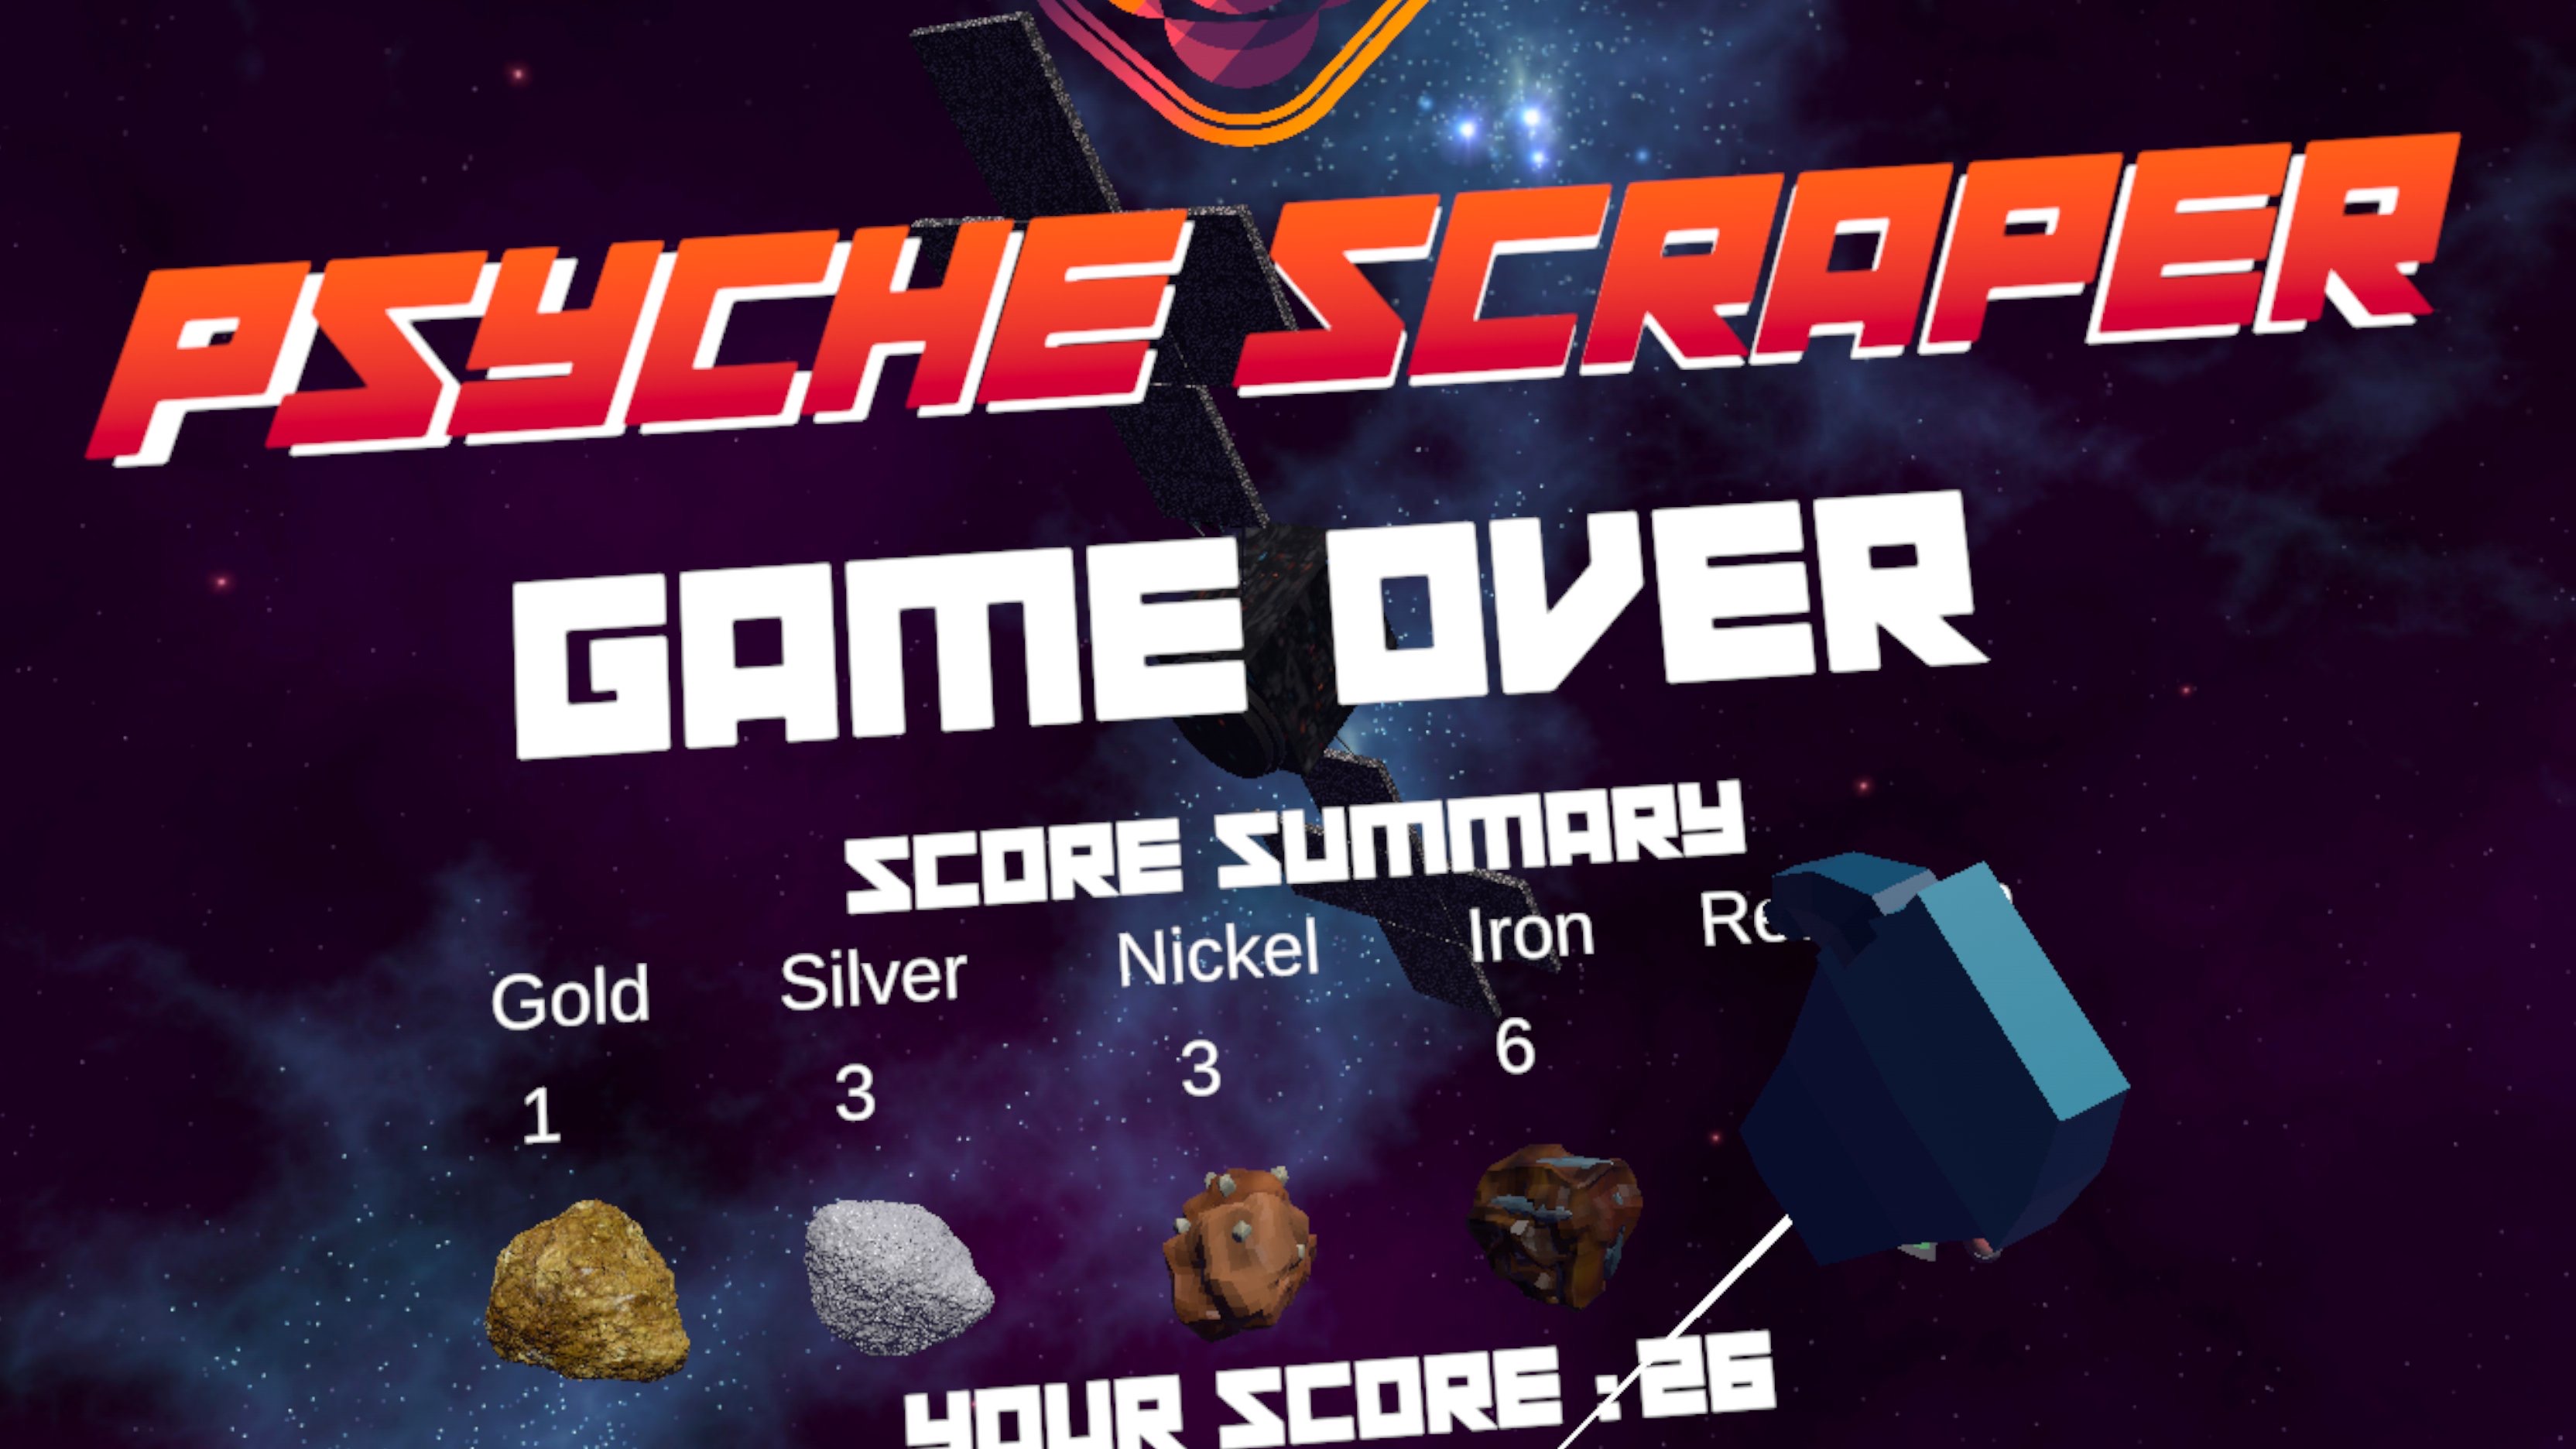 PSYCHE SCRAPER
GAME OVER
SCORE SUMMARY
Gold Silver Nickel Iron
1 3 3 6
YOUR SCORE :26